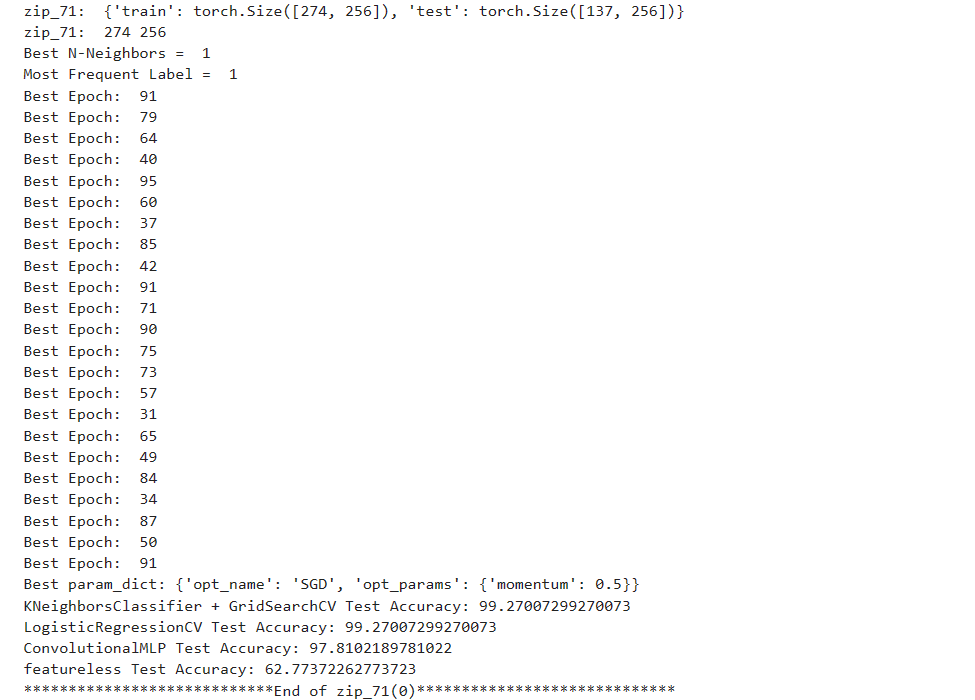 zip_71:  {'train': torch.Size([274, 256]), 'test': torch.Size([137, 256])}
zip_71:  274 256
Best N-Neighbors =  1
Most Frequent Label =  1
Best Epoch:  91
Best Epoch:  79
Best Epoch:  64
Best Epoch:  40
Best Epoch:  95
Best Epoch:  60
Best Epoch:  37
Best Epoch:  85
Best Epoch:  42
Best Epoch:  91
Best Epoch:  71
Best Epoch:  90
Best Epoch:  75
Best Epoch:  73
Best Epoch:  57
Best Epoch:  31
Best Epoch:  65
Best Epoch:  49
Best Epoch:  84
Best Epoch:  34
Best Epoch:  87
Best Epoch:  50
Best Epoch:  91
Best param_dict: {'opt_name': 'SGD', 'opt_params': {'momentum': 0.5}}
KNeighborsClassifier + GridSearchCV Test Accuracy: 99.27007299270073
LogisticRegressionCV Test Accuracy: 99.27007299270073
ConvolutionalMLP Test Accuracy: 97.8102189781022
featureless Test Accuracy: 62.77372262773723
****************************End of zip_71(0)*****************************